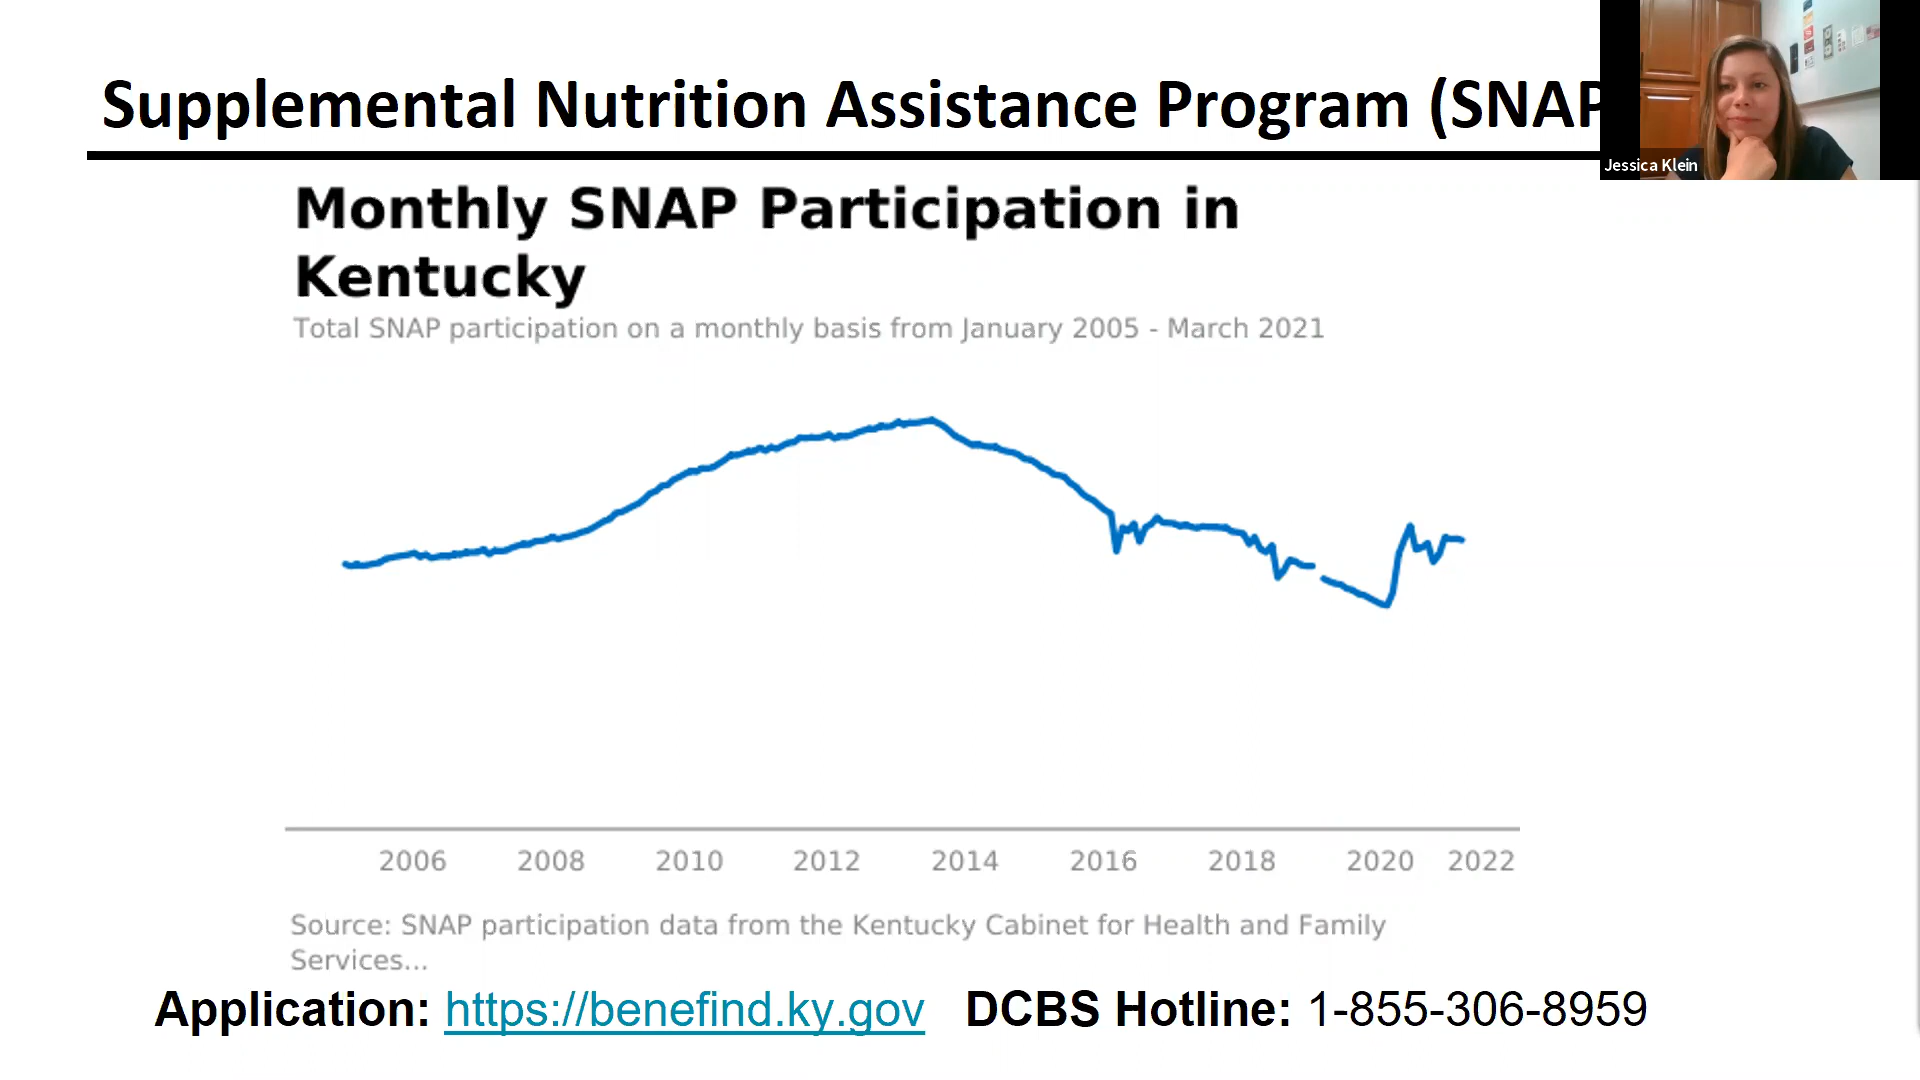 Supplemental Nutrition Assistance Program (SNAP
Jessica Klein
Monthly SNAP Participation in
Kentucky
Total SNAP participation on a monthly basis from January 2005 - March 2021
2006 2008 2010 2012 2014 2016 2018 2020 2022
Source: SNAP participation data from the Kentucky Cabinet for Health and Family
Services...
Application: https://benefind.ky.gov DCBS Hotline: 1-855-306-8959